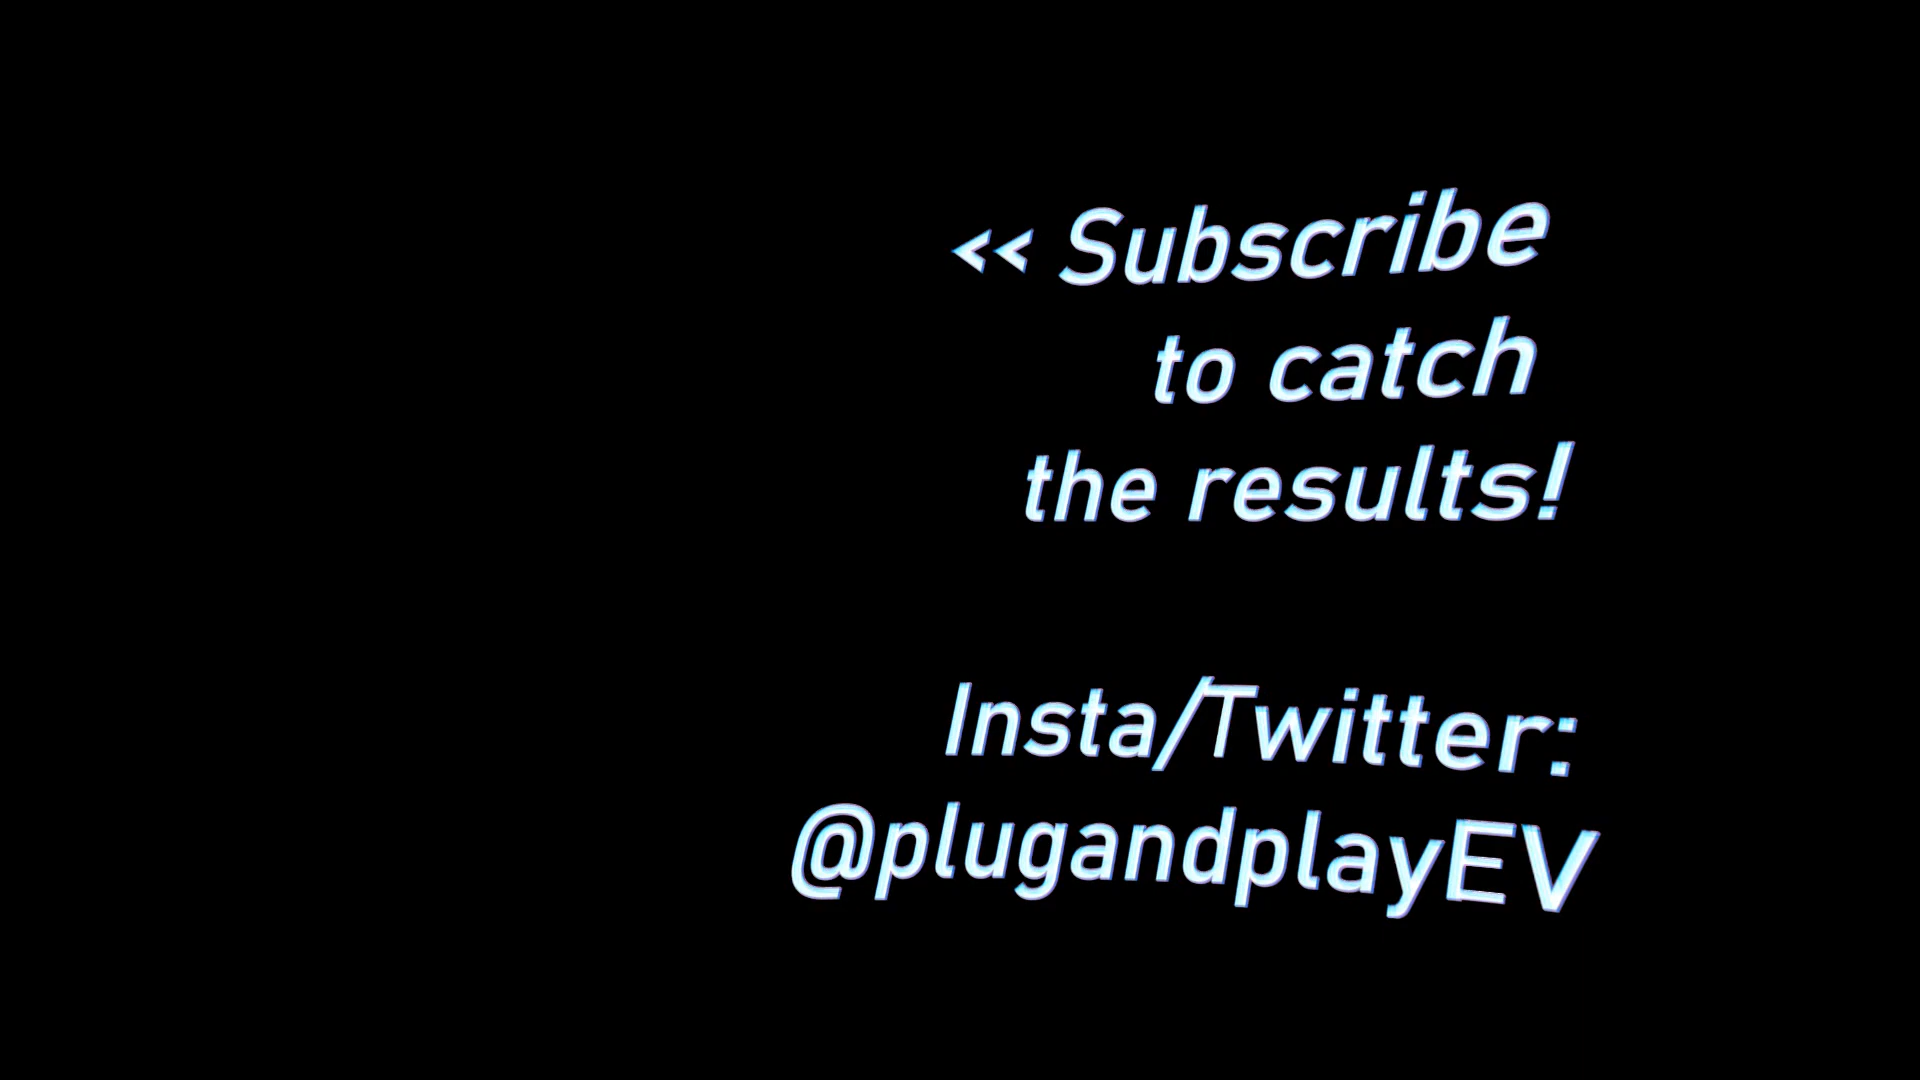 << Subscribe
to catch
the results!
Insta/Twitter:
@plugandplayEV